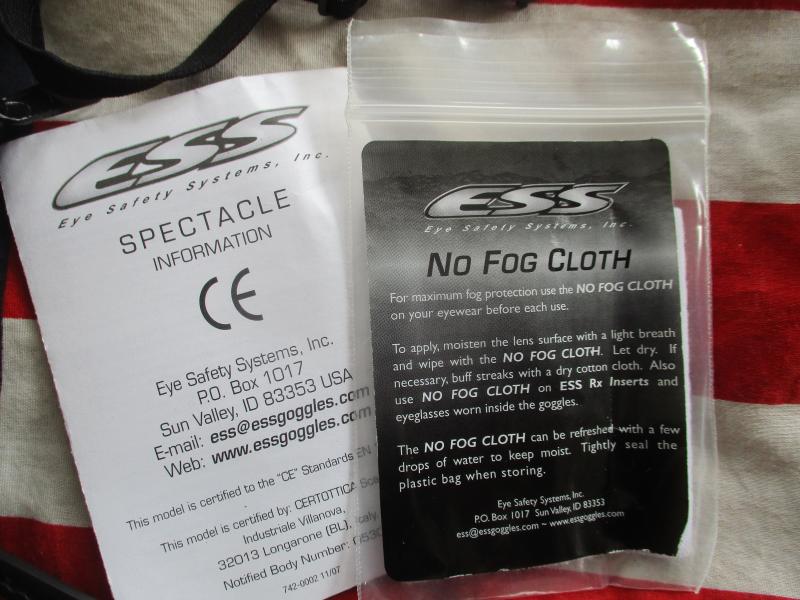 ESS
Eye Safety Systems, Inc.
SPECTACLE
INFORMATION
CE
Eye Safety Systems, Inc.
P.O. Box 1017
Sun Valley, ID 83353 USA
E-mail: ess@essgoggles.com
Web: www.essgoggles.com
This model is certified to the "CE" Standards EN
This model is certified by: CERTOTTICA
Industriale Villanova,
32013 Longarone (BL), Italy
Notified Body Number: 0530
742-0002 11/07
ESS
Eye Safety Systems, Inc.
NO FOG CLOTH
For maximum fog protection use the NO FOG CLOTH
on your eyewear before each use.
To apply, moisten the lens surface with a light breath
and wipe with the NO FOG CLOTH. Let dry. If
necessary, buff streaks with a dry cotton cloth. Also
use NO FOG CLOTH on ESS Rx Inserts and
eyeglasses worn inside the goggles.
The NO FOG CLOTH can be refreshed with a few
drops of water to keep moist. Tightly seal the
plastic bag when storing.
Eye Safety Systems, Inc.
P.O. Box 1017 Sun Valley, ID 83353
ess@essgoggles.com ~ www.essgoggles.com